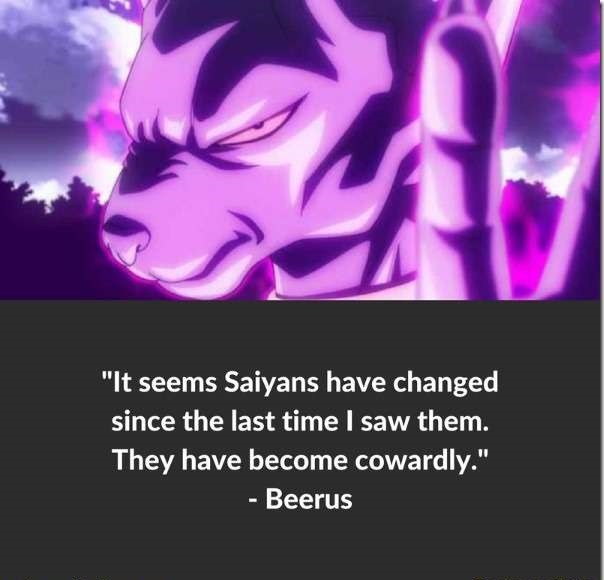 "It seems Saiyans have changed
since the last time I saw them.
They have become cowardly."
- Beerus